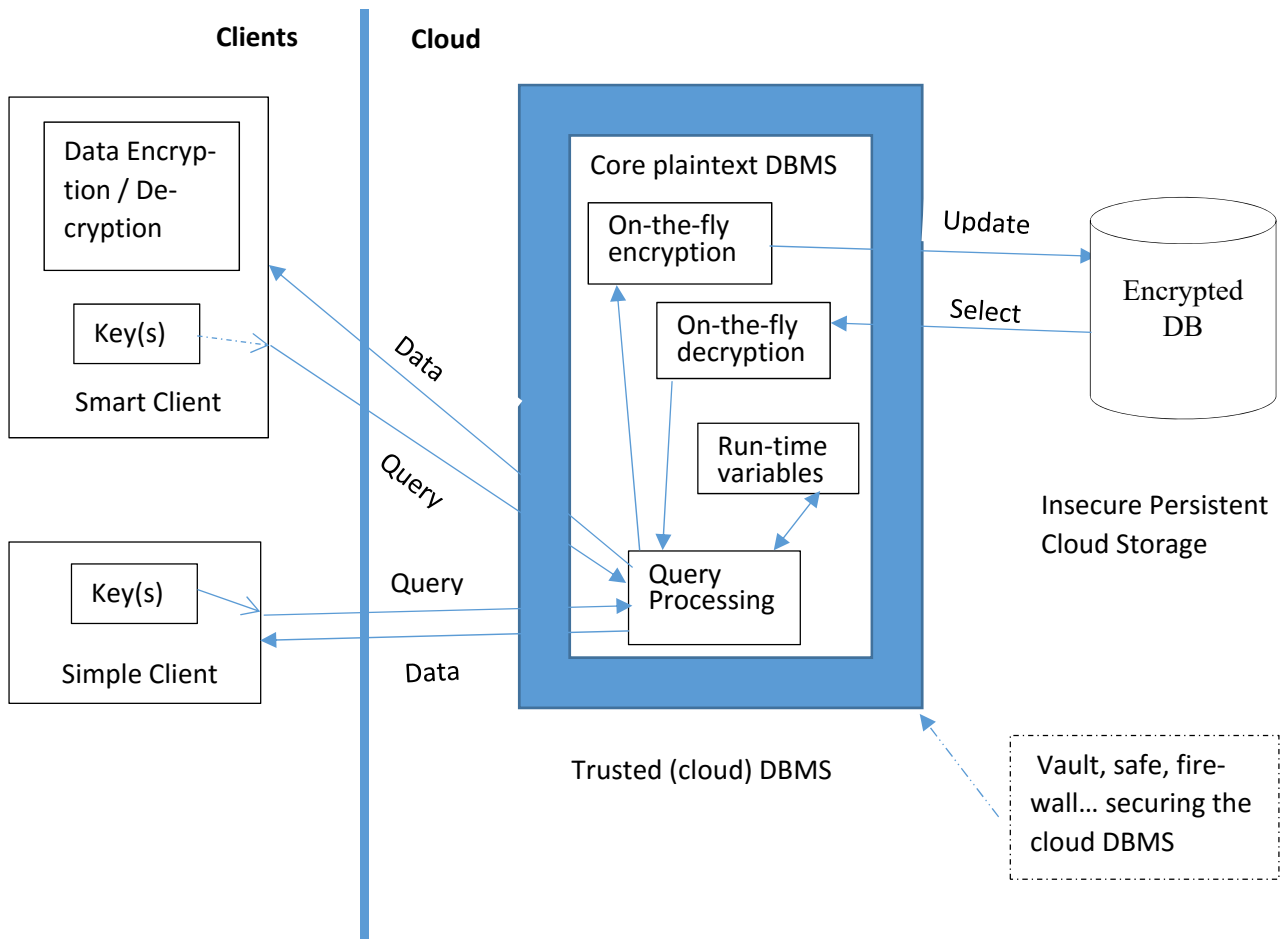 Clients
Cloud
Data Encryp-
tion / De-
cryption
Key(s)
Smart Client
Key(s)
Simple Client
Data
Query
Query
Data
Core plaintext DBMS
On-the-fly
encryption
On-the-fly
decryption
Run-time
variables
Query
Processing
Trusted (cloud) DBMS
Update
Select
Encrypted
DB
Insecure Persistent
Cloud Storage
Vault, safe, fire-
wall... securing the
cloud DBMS